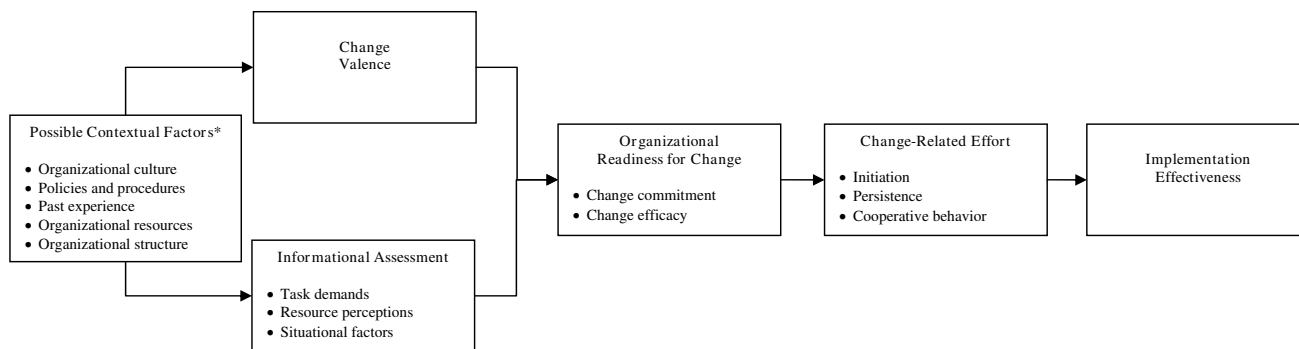 Change
Valence
Possible Contextual Factors*
• Organizational culture
• Policies and procedures
• Past experience
• Organizational resources
• Organizational structure
Informational Assessment
• Task demands
• Resource perceptions
• Situational factors
Organizational
Readiness for Change
• Change commitment
• Change efficacy
Change-Related Effort
• Initiation
• Persistence
• Cooperative behavior
Implementation
Effectiveness